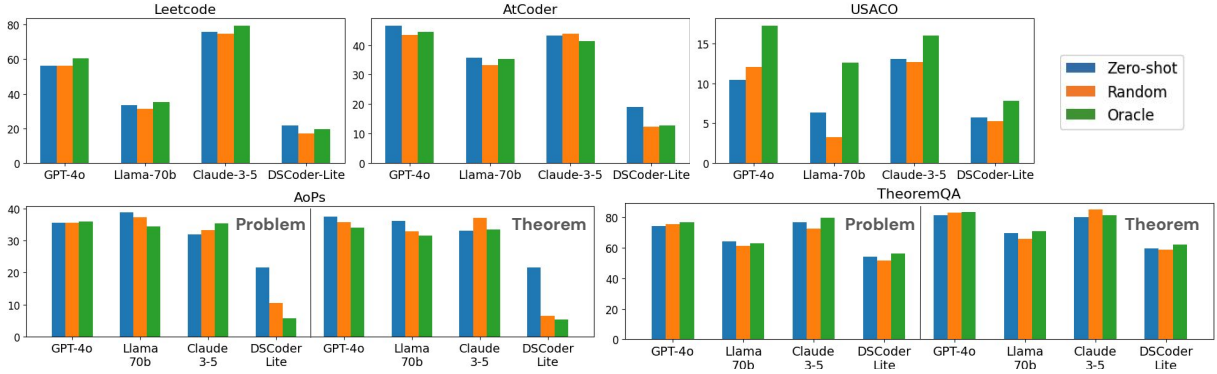 Leetcode
80
60
40
20
0
GPT-4o Llama-70b Claude-3-5 DSCoder-Lite
AtCoder
40
30
20
10
0
GPT-4o Llama-70b Claude-3-5 DSCoder-Lite
USACO
15
10
5
0
GPT-4o Llama-70b Claude-3-5 DSCoder-Lite
Zero-shot
Random
Oracle
AoPs
40
30
20
10
0
Problem Theorem
GPT-4o Llama Claude DSCoder GPT-4o Llama Claude DSCoder
70b 3-5 Lite 70b 3-5 Lite
TheoremQA
80
60
40
20
0
Problem Theorem
GPT-4o Llama Claude DSCoder GPT-4o Llama Claude DSCoder
70b 3-5 Lite 70b 3-5 Lite